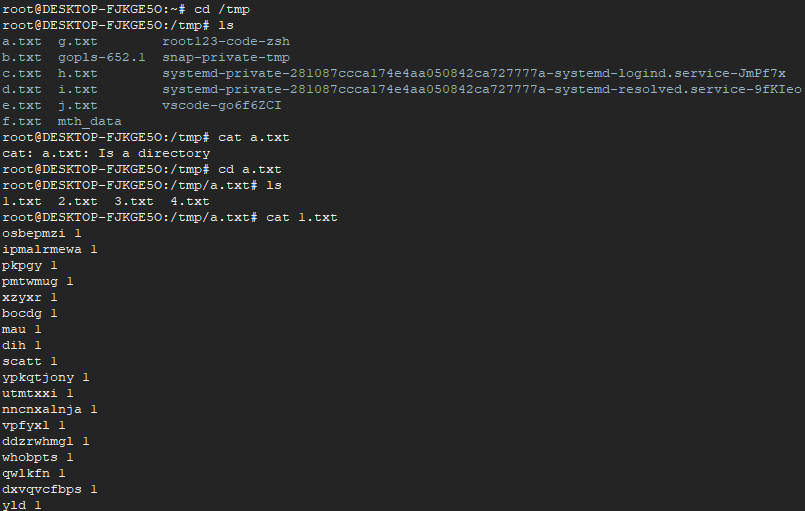 root@DESKTOP-FJKGE5O:~# cd /tmp
root@DESKTOP-FJKGE5O:/tmp# ls
a.txt  g.txt        root123-code-zsh
b.txt  gopls-652.1  snap-private-tmp
c.txt  h.txt        systemd-private-281087ccca174e4aa050842ca727777a-systemd-logind.service-JmPf7x
d.txt  i.txt        systemd-private-281087ccca174e4aa050842ca727777a-systemd-resolved.service-9fKIeo
e.txt  j.txt        vscode-go6f6ZCI
f.txt  mth_data
root@DESKTOP-FJKGE5O:/tmp# cat a.txt
cat: a.txt: Is a directory
root@DESKTOP-FJKGE5O:/tmp# cd a.txt
root@DESKTOP-FJKGE5O:/tmp/a.txt# ls
1.txt  2.txt  3.txt  4.txt
root@DESKTOP-FJKGE5O:/tmp/a.txt# cat 1.txt
osbepmzi 1
ipmalrmewa 1
pkpgy 1
pmtwmug 1
xzyxr 1
bocdg 1
mau 1
dih 1
scatt 1
ypkqtjony 1
utmtxxi 1
nncnxalnja 1
vpfyxl 1
ddzrwhmgl 1
whobpts 1
qwlkfn 1
dxvqvcfbps 1
yld 1